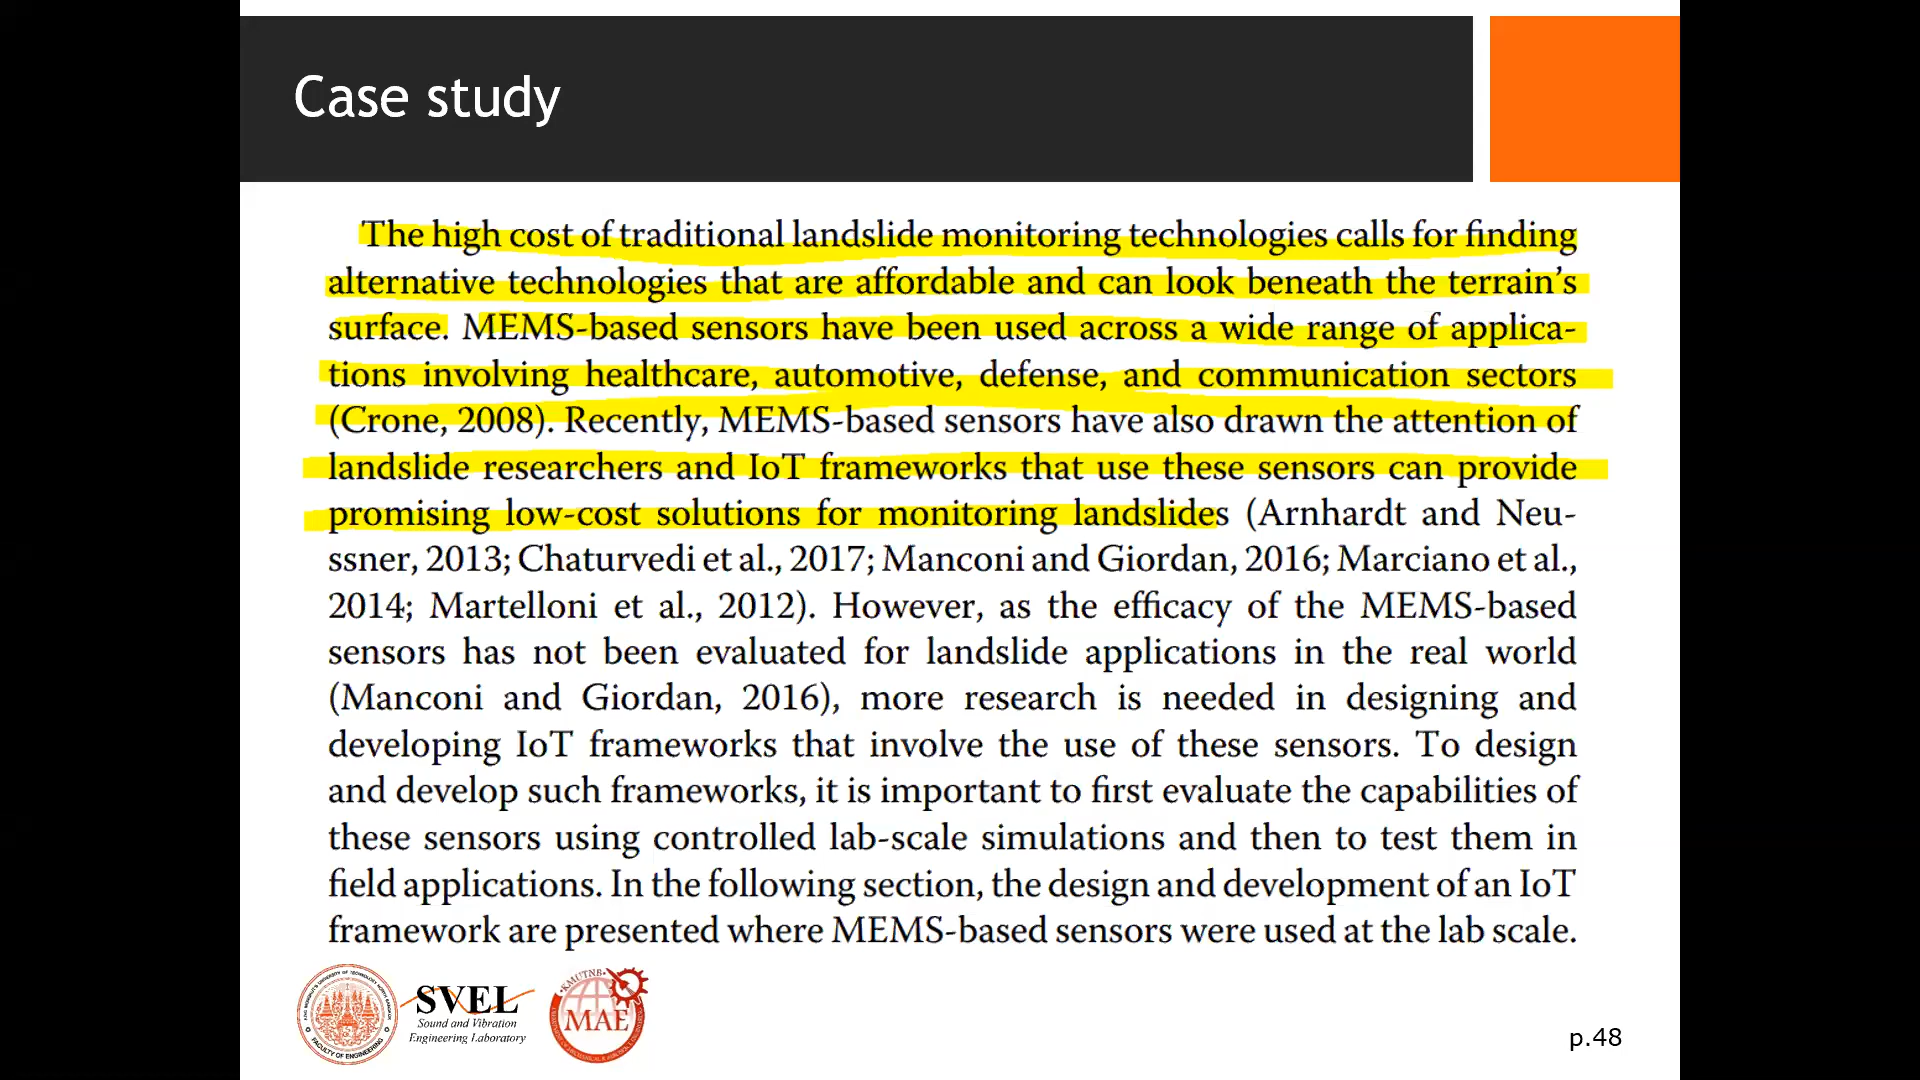 Case study
The high cost of traditional landslide monitoring technologies calls for finding
alternative technologies that are affordable and can look beneath the terrain’s
surface. MEMS-based sensors have been used across a wide range of applica-
tions involving healthcare, automotive, defense, and communication sectors
(Crone, 2008). Recently, MEMS-based sensors have also drawn the attention of
landslide researchers and IoT frameworks that use these sensors can provide
promising low-cost solutions for monitoring landslides (Arnhardt and Neu-
ssner, 2013; Chaturvedi et al., 2017; Manconi and Giordan, 2016; Marciano et al.,
2014; Martelloni et al., 2012). However, as the efficacy of the MEMS-based
sensors has not been evaluated for landslide applications in the real world
(Manconi and Giordan, 2016), more research is needed in designing and
developing IoT frameworks that involve the use of these sensors. To design
and develop such frameworks, it is important to first evaluate the capabilities of
these sensors using controlled lab-scale simulations and then to test them in
field applications. In the following section, the design and development of an IoT
framework are presented where MEMS-based sensors were used at the lab scale.
FACULTY OF ENGINEERING
SVEL
Sound and Vibration
Engineering Laboratory
KMUTNB
MAE
p.48